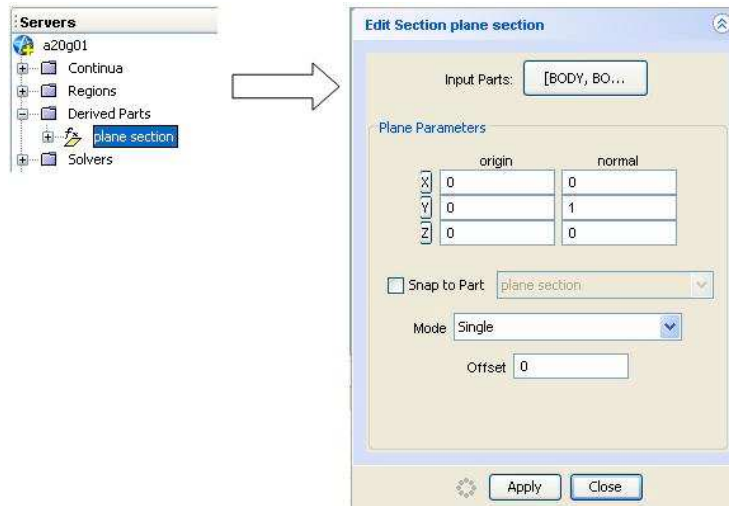 Servers
a20g01
Continua
Regions
Derived Parts
fx plane section
Solvers
Edit Section plane section
Input Parts: [BODY, BO...
Plane Parameters
origin normal
X 0 0
Y 0 1
Z 0 0
Snap to Part plane section
Mode Single
Offset 0
Apply Close